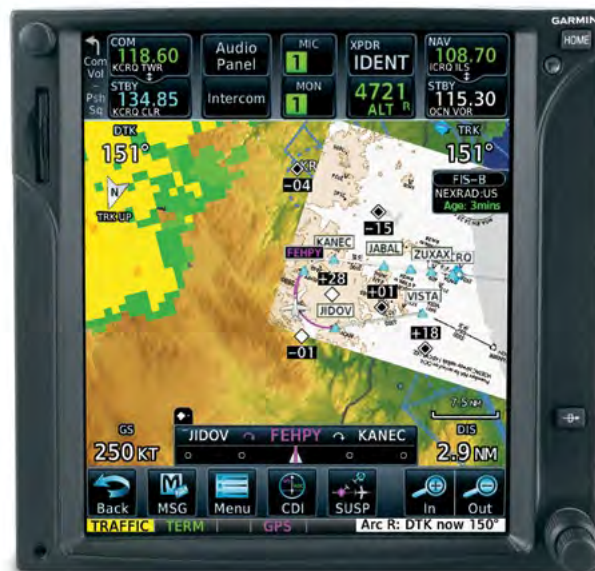 GARMIN
HOME
Com
Vol
Psh
Sq
COM
118.60
KCRQ TWR
STBY
134.85
KCRQ CLR
Audio
Panel
Intercom
MIC
1
MON
1
XPDR
IDENT
4721
ALT R
NAV
108.70
ICRQ ILS
STBY
115.30
OCN VOR
DTK
151°
TRK
151°
N
TRK UP
FIS-B
NEXRAD:US
Age: 3mins
-04
-15
KANEC
JABAL
ZUXAX
FEHPY
+28
+01
VISTA
JIDOV
-01
+18
7.5 NM
GS
250 KT
JIDOV FEHPY KANEC
DIS
2.9 NM
Back
MSG
Menu
CDI
SUSP
In
Out
TRAFFIC TERM GPS Arc R: DTK now 150°